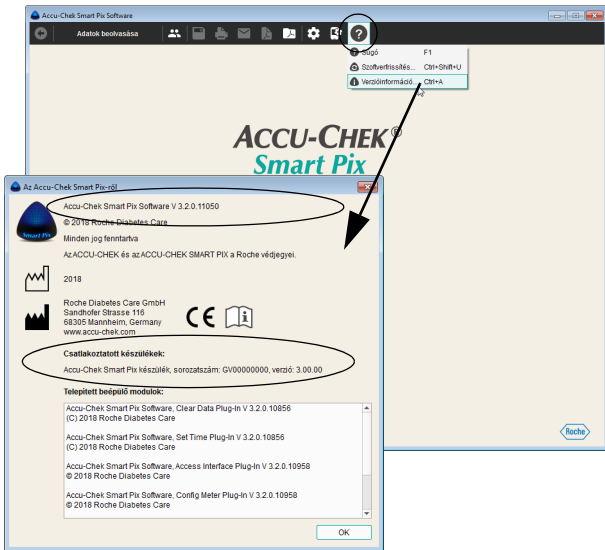 Accu-Chek Smart Pix Software
Adatok beolvasása
?
Súgó F1
Szoftverfrissítés... Ctrl+Shift+U
Verzióinformáció... Ctrl+A
ACCU-CHEK®
Smart Pix
Az Accu-Chek Smart Pix-ről
Smart Pix
Accu-Chek Smart Pix Software V 3.2.0.11050
© 2018 Roche Diabetes Care
Minden jog fenntartva
Az ACCU-CHEK és az ACCU-CHEK SMART PIX a Roche védjegyei.
2018
Roche Diabetes Care GmbH
Sandhofer Strasse 116
68305 Mannheim, Germany
www.accu-chek.com
CE
i
Csatlakoztatott készülékek:
Accu-Chek Smart Pix készülék, sorozatszám: GV00000000, verzió: 3.00.00
Telepített beépülő modulok:
Accu-Chek Smart Pix Software, Clear Data Plug-In V 3.2.0.10856
(C) 2018 Roche Diabetes Care
Accu-Chek Smart Pix Software, Set Time Plug-In V 3.2.0.10856
(C) 2018 Roche Diabetes Care
Accu-Chek Smart Pix Software, Access Interface Plug-In V 3.2.0.10958
© 2018 Roche Diabetes Care
Accu-Chek Smart Pix Software, Config Meter Plug-In V 3.2.0.10958
© 2018 Roche Diabetes Care
OK
Roche